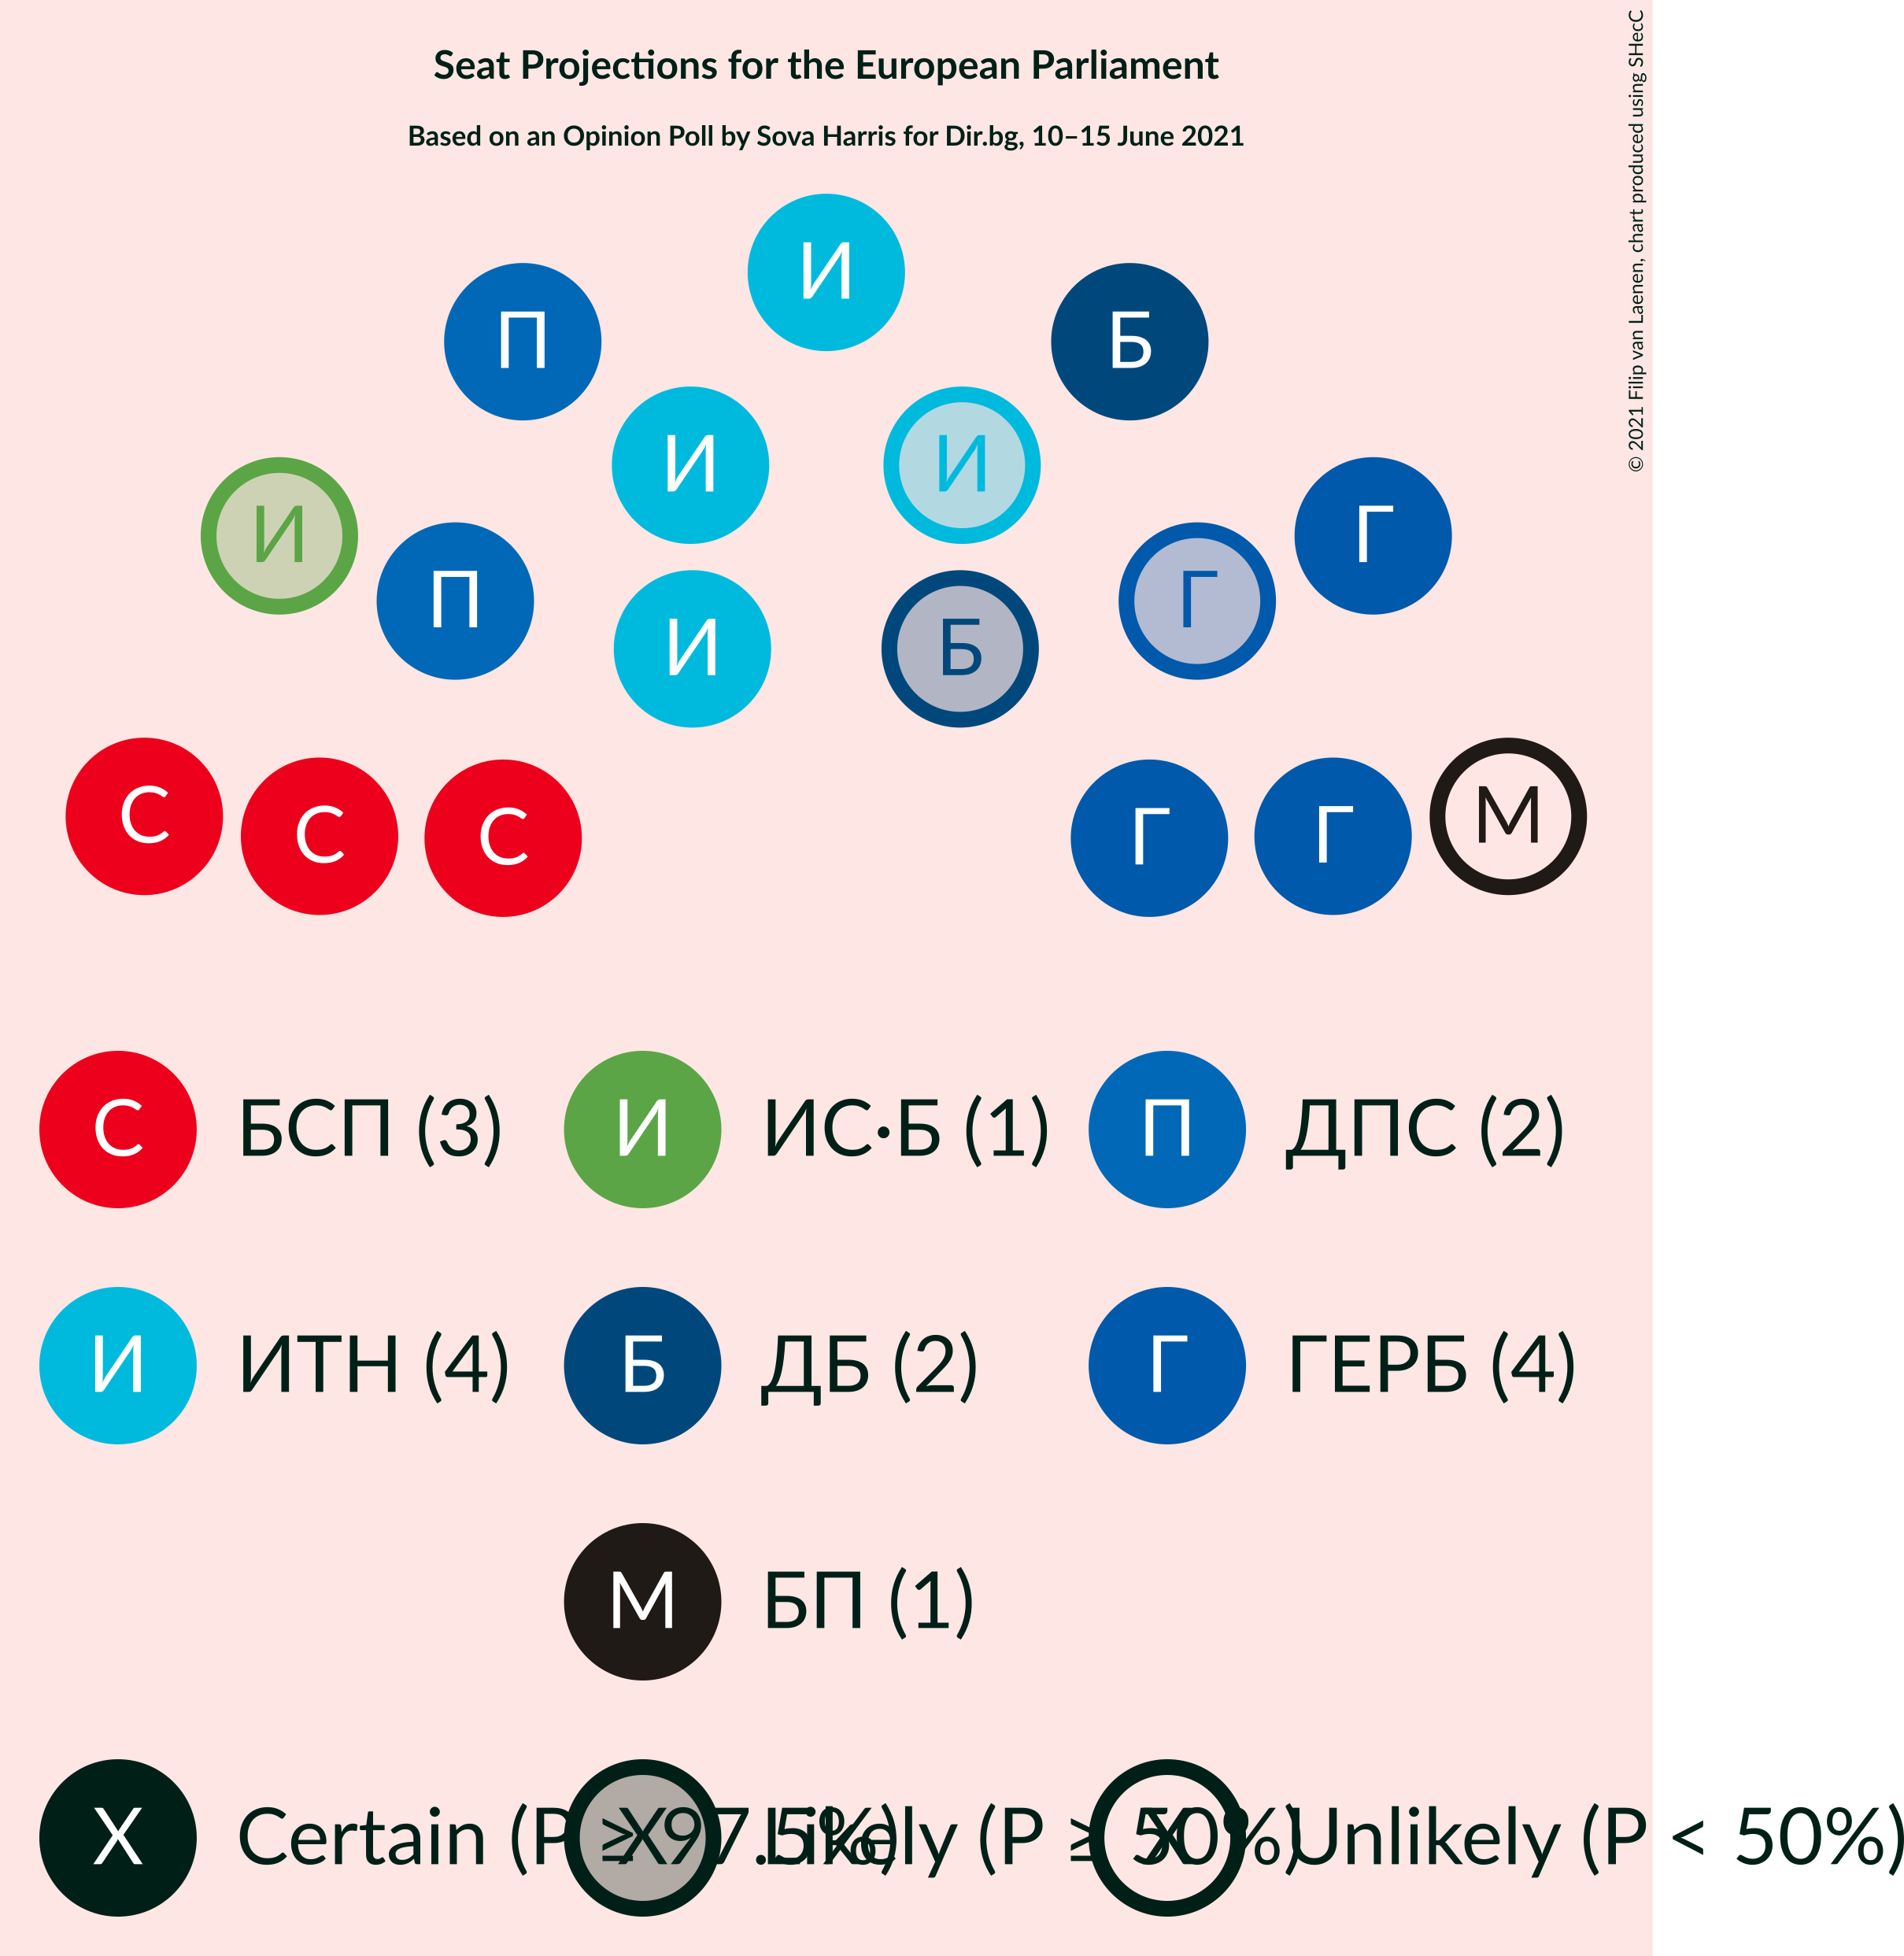 Seat Projections for the European Parliament
Based on an Opinion Poll by Sova Harris for Dir.bg, 10–15 June 2021
© 2021 Filip van Laenen, chart produced using SHecC
И
П
Б
И
И
И
Г
П
Г
И
Б
С
М
С
Г
С
Г
С БСП (3) И ИС·Б (1) П ДПС (2)
И ИТН (4) Б ДБ (2) Г ГЕРБ (4)
М БП (1)
X Certain (P ≥ 97.5%) X Likely (P ≥ 50%) X Unlikely (P < 50%)